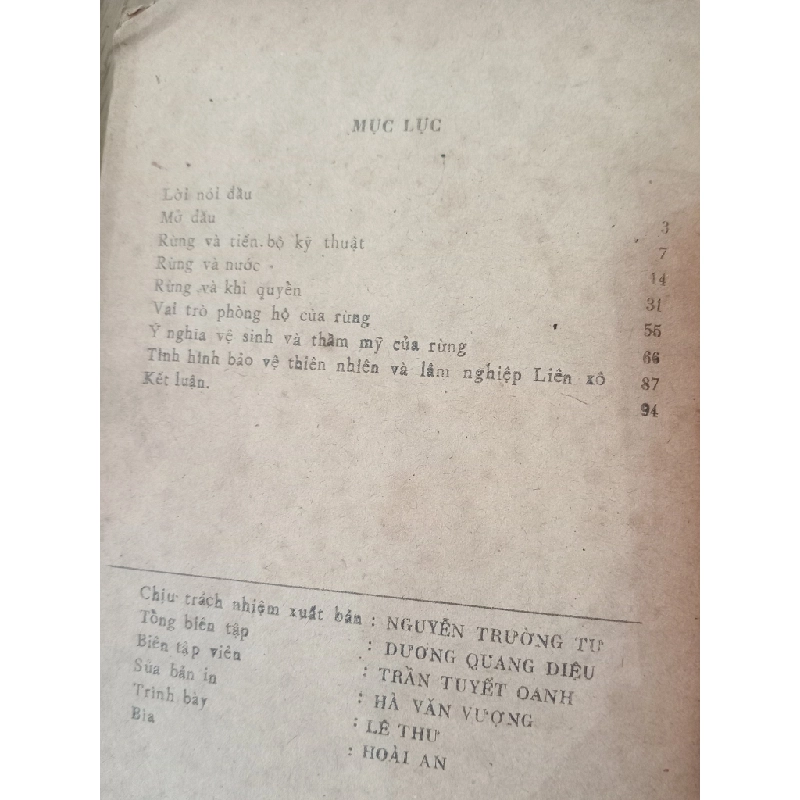 MỤC LỤC
Lời nói đầu
Mở đầu 3
Rừng và tiến bộ kỹ thuật 7
Rừng và nước 14
Rừng và khí quyền 31
Vai trò phòng hộ của rừng 55
Ý nghĩa vệ sinh và thầm mỹ của rừng 66
Tình hình bảo vệ thiên nhiên và lâm nghiệp Liên xô 87
Kết luận. 94
Chịu trách nhiệm xuất bản : NGUYỄN TRƯỜNG TƯ
Tổng biên tập : DƯƠNG QUANG DIỆU
Biên tập viên : TRẦN TUYẾT OANH
Sửa bản in : HÀ VĂN VƯỢNG
Trình bày : LÊ THƯ
Bìa : HOÀI AN